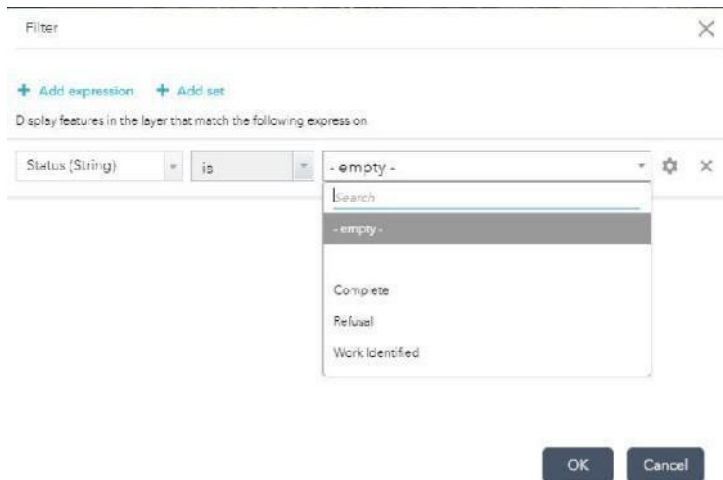 Filter
+ Add expression + Add set
Display features in the layer that match the following expression
Status (String) is - empty -
Search
- empty -
Complete
Refusal
Work Identified
OK Cancel